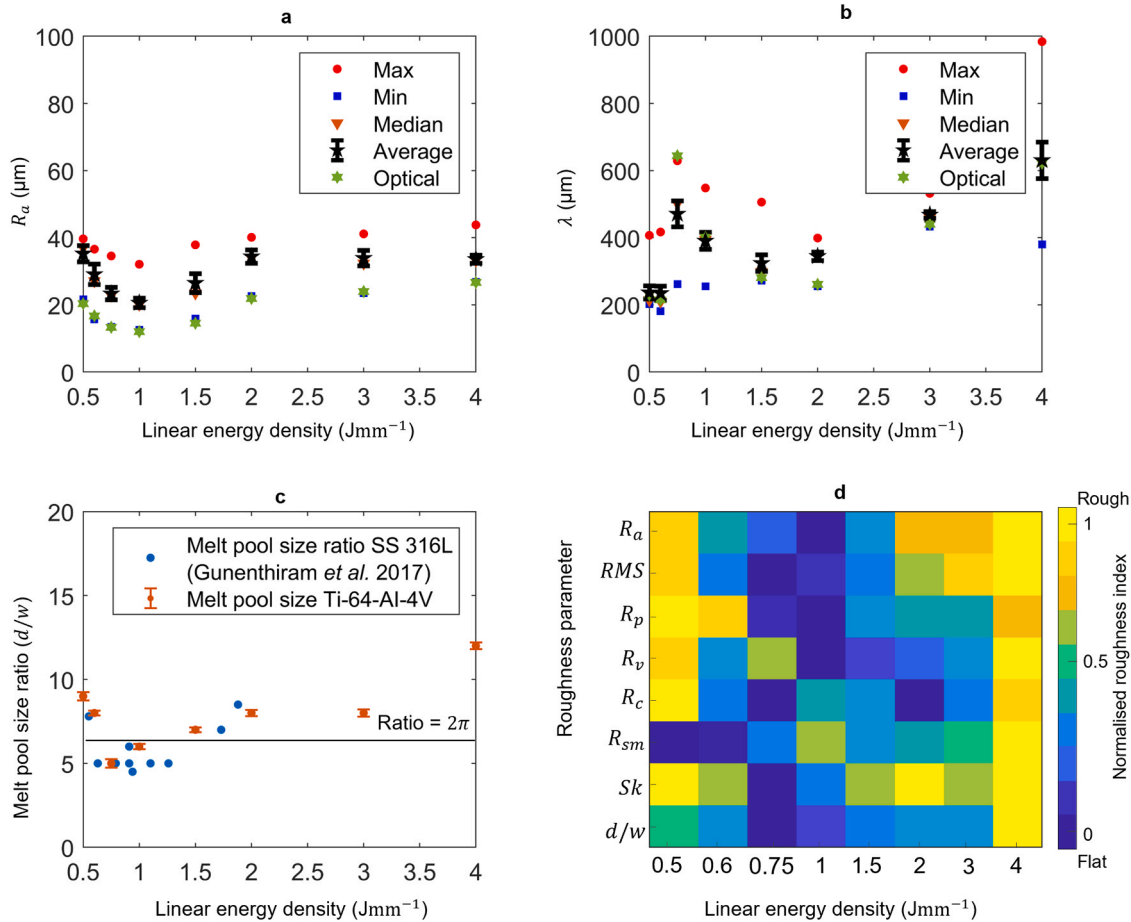 a
100
80
60
40
20
0
R_a (μm)
Max
Min
Median
Average
Optical
0.5 1 1.5 2 2.5 3 3.5 4
Linear energy density (Jmm⁻¹)
b
1000
800
600
400
200
0
λ (μm)
Max
Min
Median
Average
Optical
0.5 1 1.5 2 2.5 3 3.5 4
Linear energy density (Jmm⁻¹)
c
20
15
10
5
0
Melt pool size ratio (d/w)
Melt pool size ratio SS 316L
(Gunenthiram et al. 2017)
Melt pool size Ti-64-Al-4V
Ratio = 2π
0.5 1 1.5 2 2.5 3 3.5 4
Linear energy density (Jmm⁻¹)
d
Roughness parameter
R_a
RMS
R_p
R_v
R_c
R_sm
Sk
d/w
0.5 0.6 0.75 1 1.5 2 3 4
Linear energy density (Jmm⁻¹)
Rough
1
0.5
0
Flat
Normalised roughness index